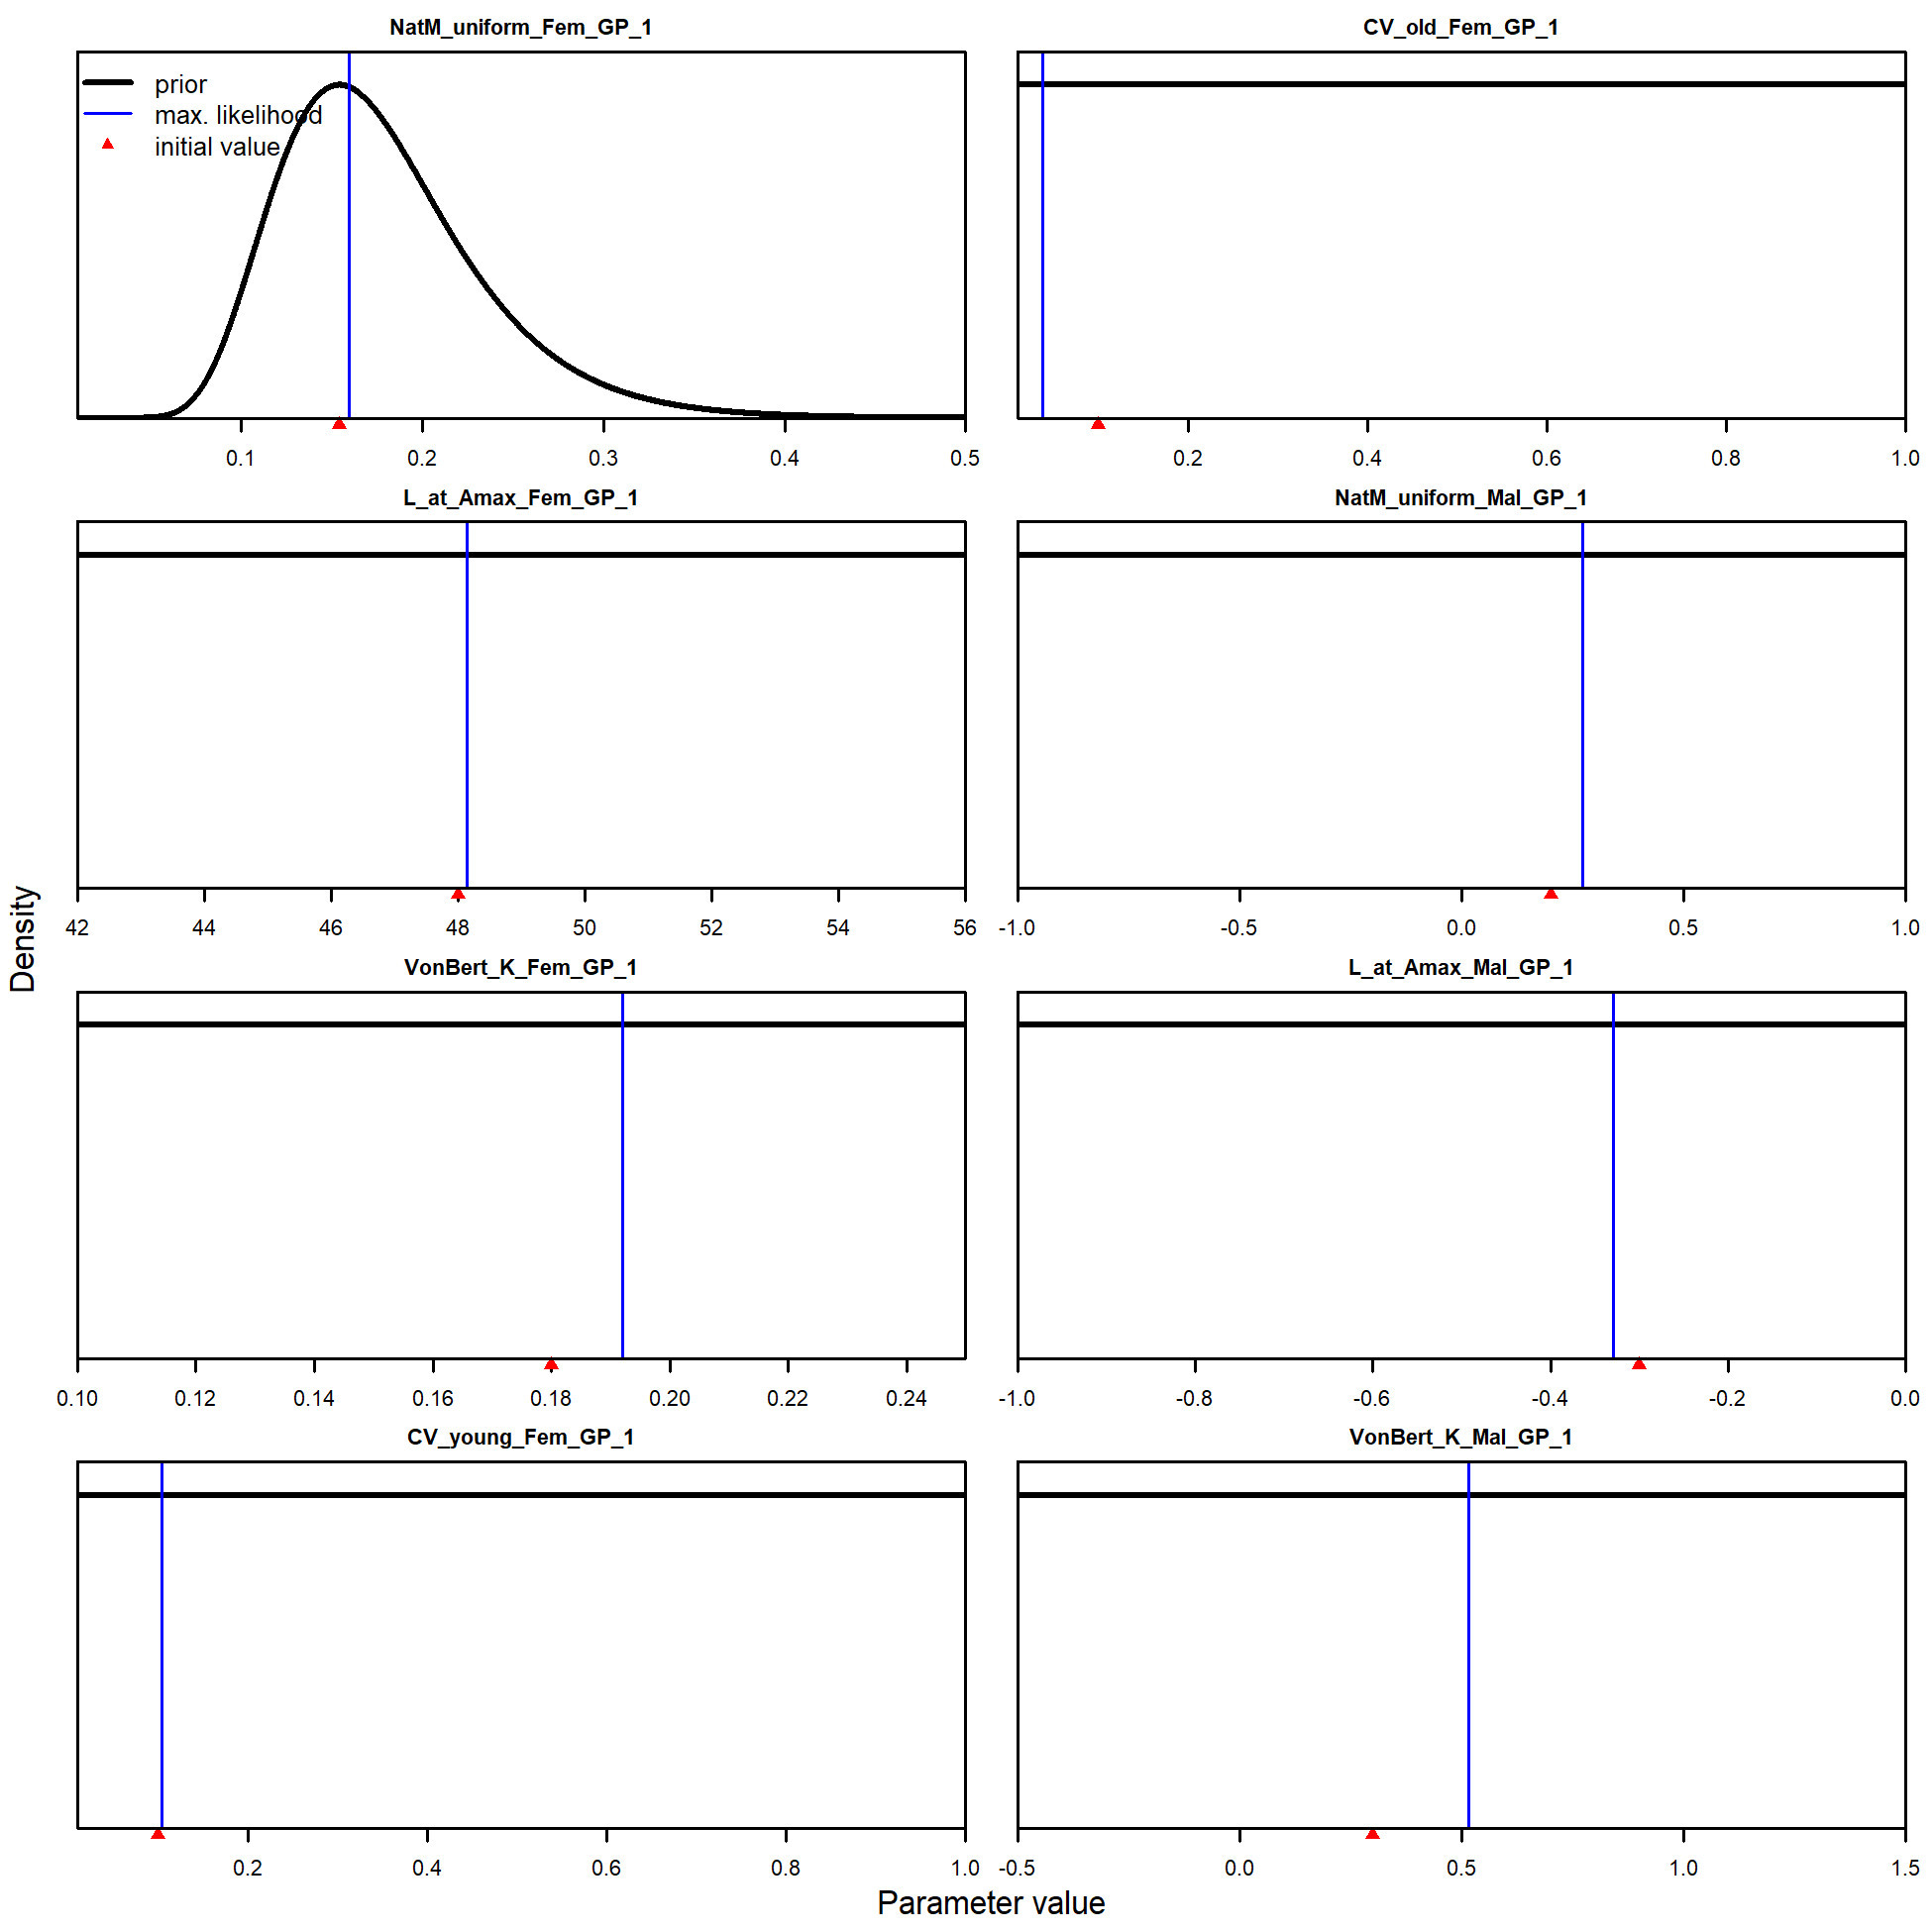 NatM_uniform_Fem_GP_1
prior
max. likelihood
initial value
0.1 0.2 0.3 0.4 0.5
CV_old_Fem_GP_1
0.2 0.4 0.6 0.8 1.0
L_at_Amax_Fem_GP_1
42 44 46 48 50 52 54 56
NatM_uniform_Mal_GP_1
-1.0 -0.5 0.0 0.5 1.0
VonBert_K_Fem_GP_1
0.10 0.12 0.14 0.16 0.18 0.20 0.22 0.24
L_at_Amax_Mal_GP_1
-1.0 -0.8 -0.6 -0.4 -0.2 0.0
CV_young_Fem_GP_1
0.2 0.4 0.6 0.8 1.0
VonBert_K_Mal_GP_1
-0.5 0.0 0.5 1.0 1.5
Density
Parameter value